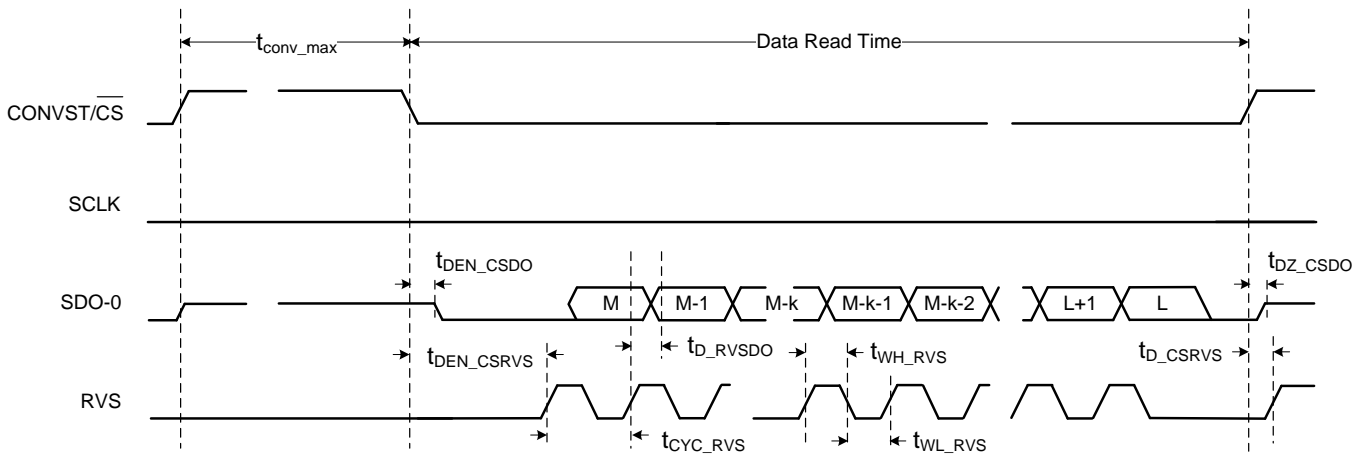 t_conv_max
Data Read Time
CONVST/C̅S̅
SCLK
t_DEN_CSDO
t_DZ_CSDO
SDO-0
M
M-1
M-k
M-k-1
M-k-2
L+1
L
t_DEN_CSRVS
t_D_RVSDO
t_WH_RVS
t_D_CSRVS
RVS
t_CYC_RVS
t_WL_RVS